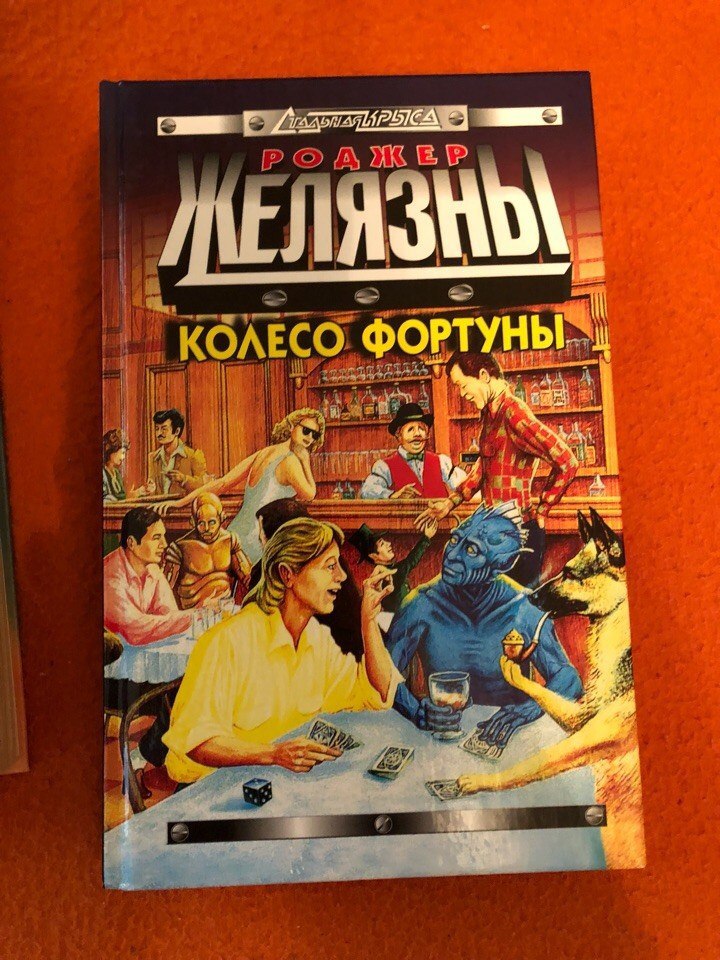 Стальная Крыса
РОДЖЕР
ЖЕЛЯЗНЫ
КОЛЕСО ФОРТУНЫ